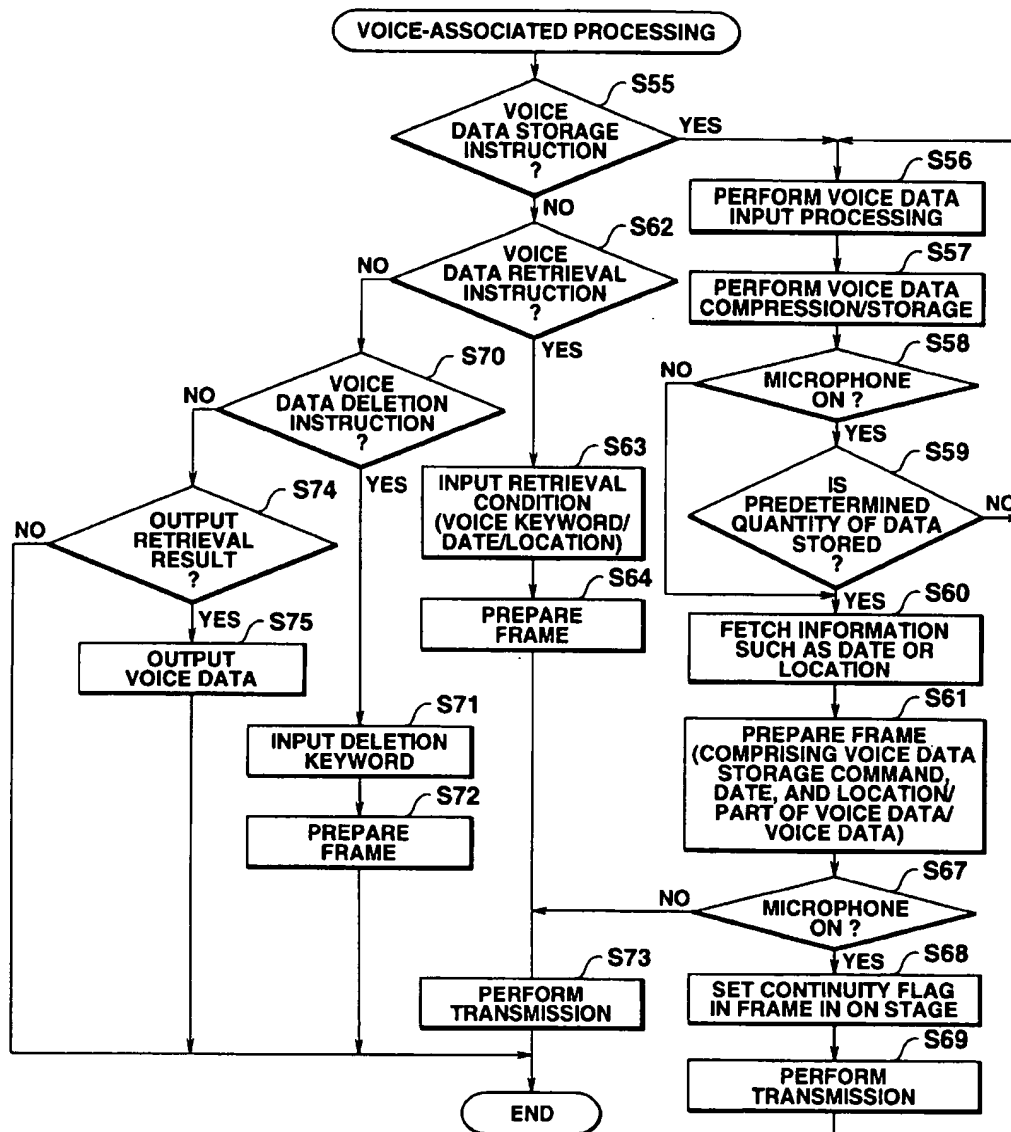 VOICE-ASSOCIATED PROCESSING
S55
VOICE
DATA STORAGE
INSTRUCTION
?
YES
NO
S56
PERFORM VOICE DATA
INPUT PROCESSING
S62
VOICE
DATA RETRIEVAL
INSTRUCTION
?
NO
YES
S57
PERFORM VOICE DATA
COMPRESSION/STORAGE
S58
MICROPHONE
ON ?
NO
YES
S70
VOICE
DATA DELETION
INSTRUCTION
?
NO
YES
S63
INPUT RETRIEVAL
CONDITION
(VOICE KEYWORD/
DATE/LOCATION)
S59
IS
PREDETERMINED
QUANTITY OF DATA
STORED
?
NO
YES
S74
OUTPUT
RETRIEVAL
RESULT
?
NO
YES
S64
PREPARE
FRAME
S60
FETCH INFORMATION
SUCH AS DATE OR
LOCATION
S75
OUTPUT
VOICE DATA
S71
INPUT DELETION
KEYWORD
S61
PREPARE FRAME
(COMPRISING VOICE DATA
STORAGE COMMAND,
DATE, AND LOCATION/
PART OF VOICE DATA/
VOICE DATA)
S72
PREPARE
FRAME
S67
MICROPHONE
ON ?
NO
YES
S73
PERFORM
TRANSMISSION
S68
SET CONTINUITY FLAG
IN FRAME IN ON STAGE
S69
PERFORM
TRANSMISSION
END